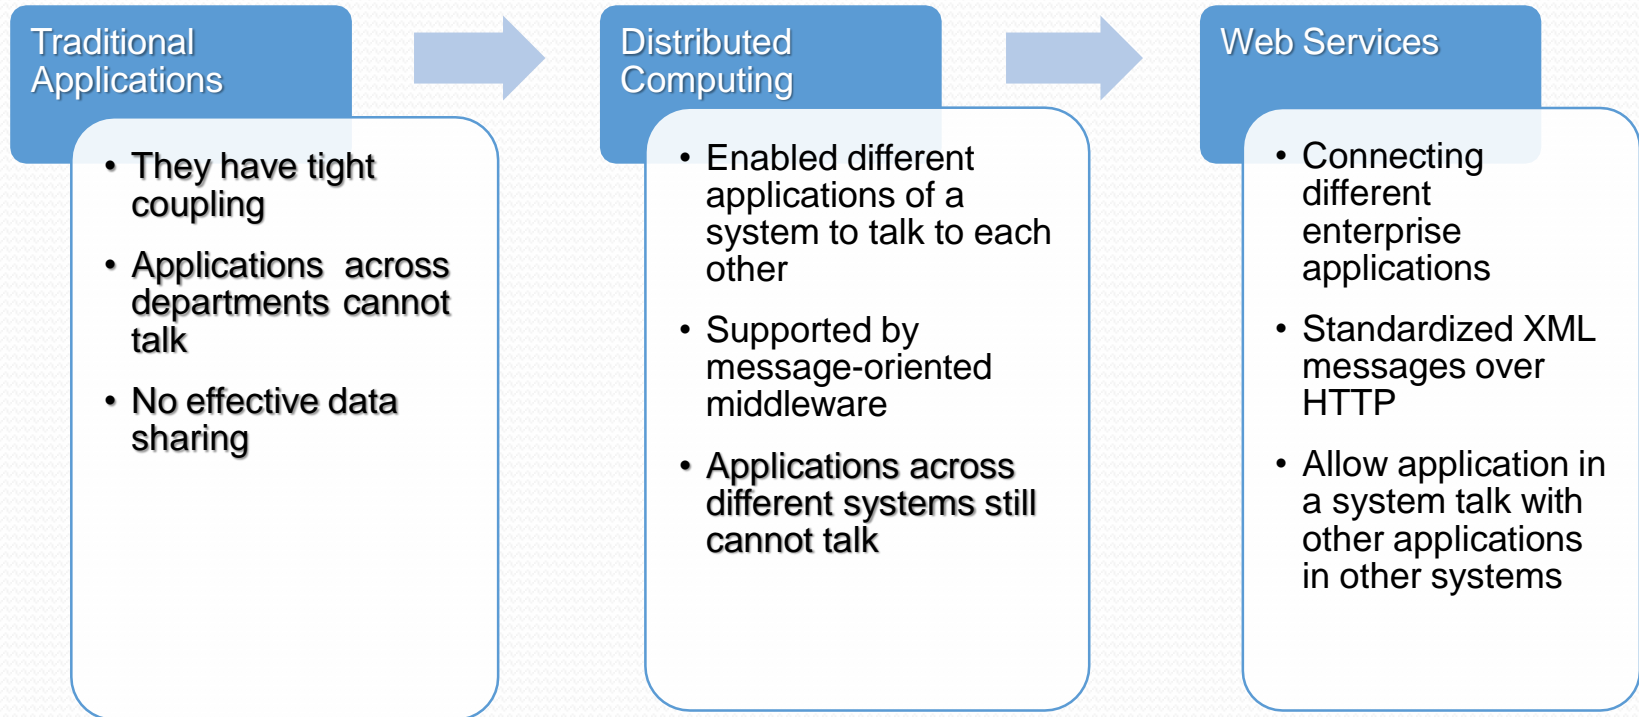 Traditional
Applications
• They have tight
coupling
• Applications across
departments cannot
talk
• No effective data
sharing
Distributed
Computing
• Enabled different
applications of a
system to talk to each
other
• Supported by
message-oriented
middleware
• Applications across
different systems still
cannot talk
Web Services
• Connecting
different
enterprise
applications
• Standardized XML
messages over
HTTP
• Allow application in
a system talk with
other applications
in other systems